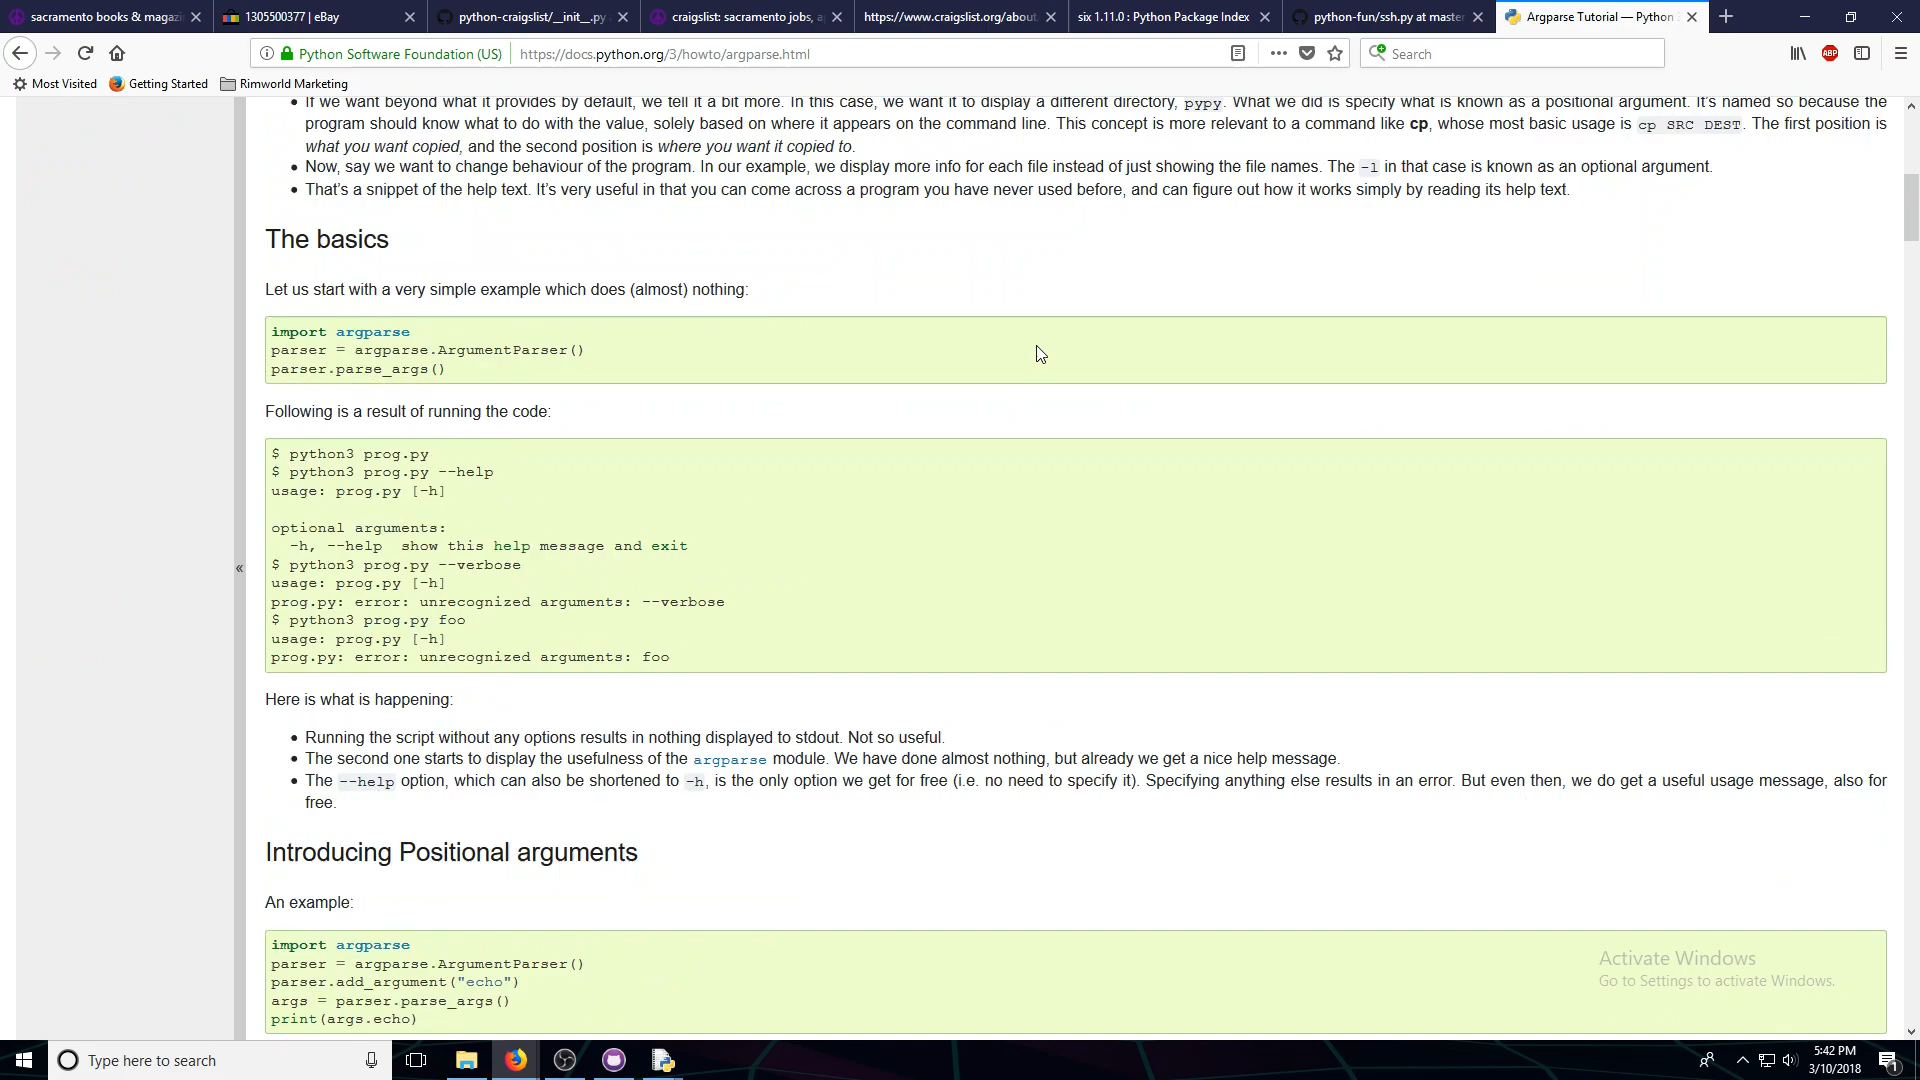 sacramento books & magazi
1305500377 | eBay
python-craigslist/__init__.py
craigslist: sacramento jobs, a
https://www.craigslist.org/about
six 1.11.0 : Python Package Index
python-fun/ssh.py at master
Argparse Tutorial — Python
Python Software Foundation (US)
https://docs.python.org/3/howto/argparse.html
Search
ABP
Most Visited
Getting Started
Rimworld Marketing
• If we want beyond what it provides by default, we tell it a bit more. In this case, we want it to display a different directory, pypy. What we did is specify what is known as a positional argument. It’s named so because the
program should know what to do with the value, solely based on where it appears on the command line. This concept is more relevant to a command like cp, whose most basic usage is cp SRC DEST. The first position is
what you want copied, and the second position is where you want it copied to.
• Now, say we want to change behaviour of the program. In our example, we display more info for each file instead of just showing the file names. The -l in that case is known as an optional argument.
• That’s a snippet of the help text. It’s very useful in that you can come across a program you have never used before, and can figure out how it works simply by reading its help text.
The basics
Let us start with a very simple example which does (almost) nothing:
import argparse
parser = argparse.ArgumentParser()
parser.parse_args()
Following is a result of running the code:
$ python3 prog.py
$ python3 prog.py --help
usage: prog.py [-h]
optional arguments:
-h, --help  show this help message and exit
$ python3 prog.py --verbose
usage: prog.py [-h]
prog.py: error: unrecognized arguments: --verbose
$ python3 prog.py foo
usage: prog.py [-h]
prog.py: error: unrecognized arguments: foo
«
Here is what is happening:
• Running the script without any options results in nothing displayed to stdout. Not so useful.
• The second one starts to display the usefulness of the argparse module. We have done almost nothing, but already we get a nice help message.
• The --help option, which can also be shortened to -h, is the only option we get for free (i.e. no need to specify it). Specifying anything else results in an error. But even then, we do get a useful usage message, also for
free.
Introducing Positional arguments
An example:
import argparse
parser = argparse.ArgumentParser()
parser.add_argument("echo")
args = parser.parse_args()
print(args.echo)
Activate Windows
Go to Settings to activate Windows.
Type here to search
5:42 PM
3/10/2018
1